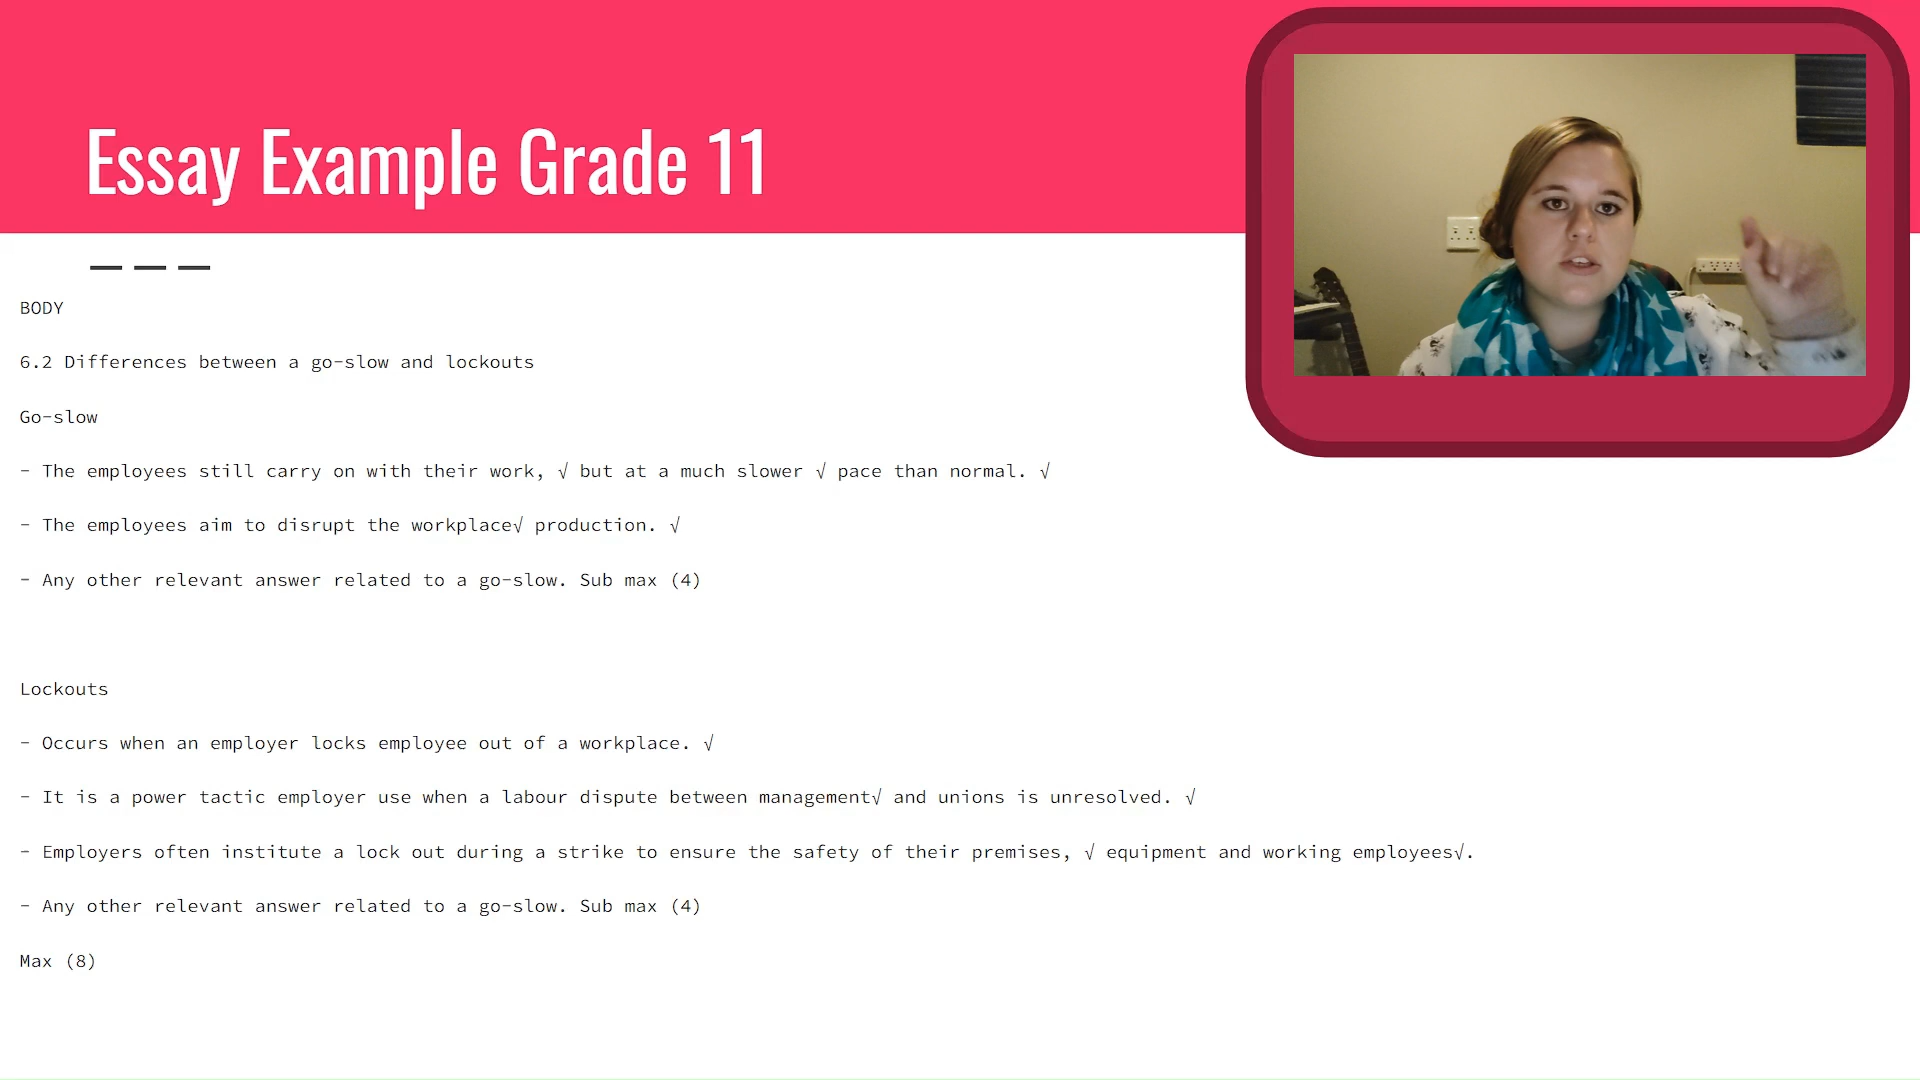 Essay Example Grade 11
BODY
6.2 Differences between a go-slow and lockouts
Go-slow
- The employees still carry on with their work, √ but at a much slower √ pace than normal. √
- The employees aim to disrupt the workplace√ production. √
- Any other relevant answer related to a go-slow. Sub max (4)
Lockouts
- Occurs when an employer locks employee out of a workplace. √
- It is a power tactic employer use when a labour dispute between management√ and unions is unresolved. √
- Employers often institute a lock out during a strike to ensure the safety of their premises, √ equipment and working employees√.
- Any other relevant answer related to a go-slow. Sub max (4)
Max (8)